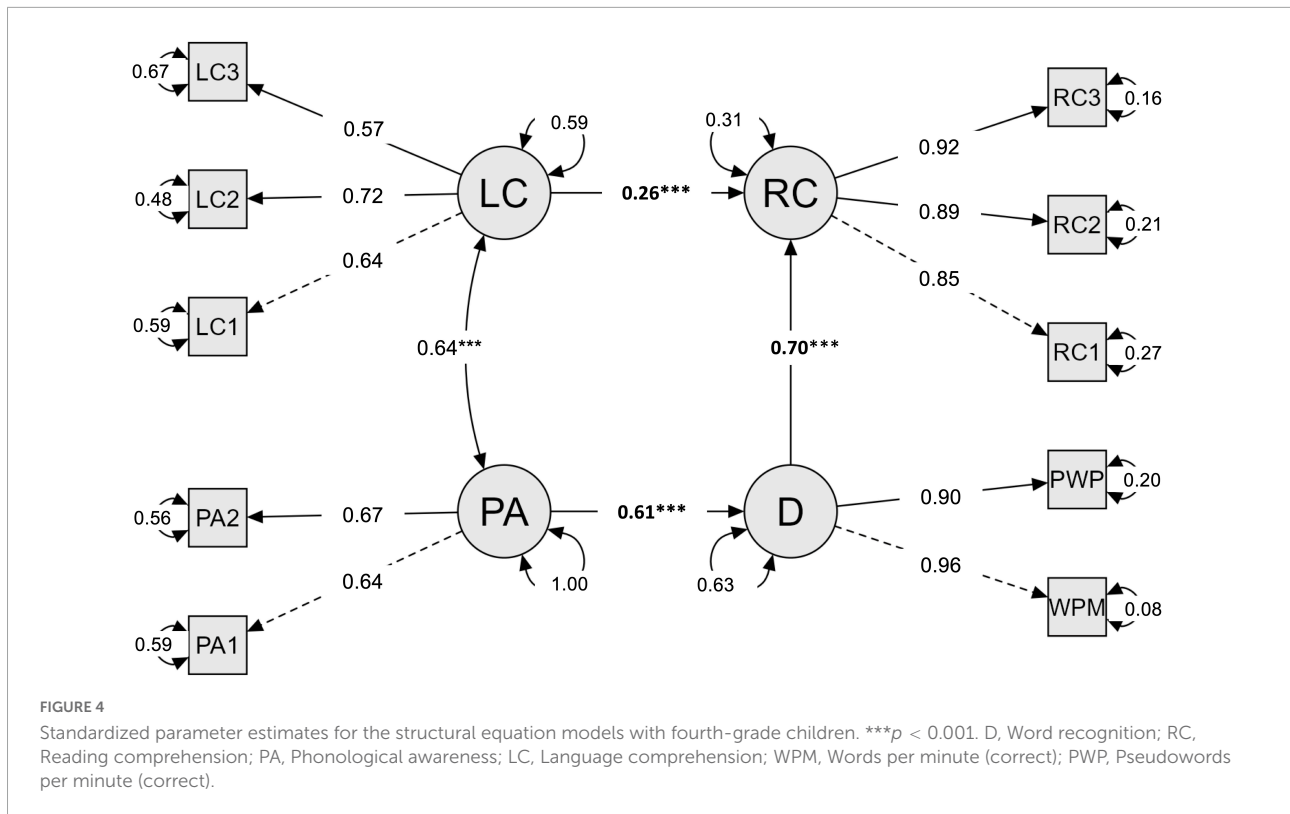 LC3
0.67
LC2
0.48
LC1
0.59
0.57
0.72
0.64
LC
0.59
0.26***
0.31
RC
0.92
0.89
0.85
RC3
0.16
RC2
0.21
RC1
0.27
0.64***
0.70***
PA2
0.56
PA1
0.59
0.67
0.64
PA
1.00
0.61***
D
0.63
0.90
0.96
PWP
0.20
WPM
0.08
FIGURE 4
Standardized parameter estimates for the structural equation models with fourth-grade children. ***p < 0.001. D, Word recognition; RC,
Reading comprehension; PA, Phonological awareness; LC, Language comprehension; WPM, Words per minute (correct); PWP, Pseudowords
per minute (correct).